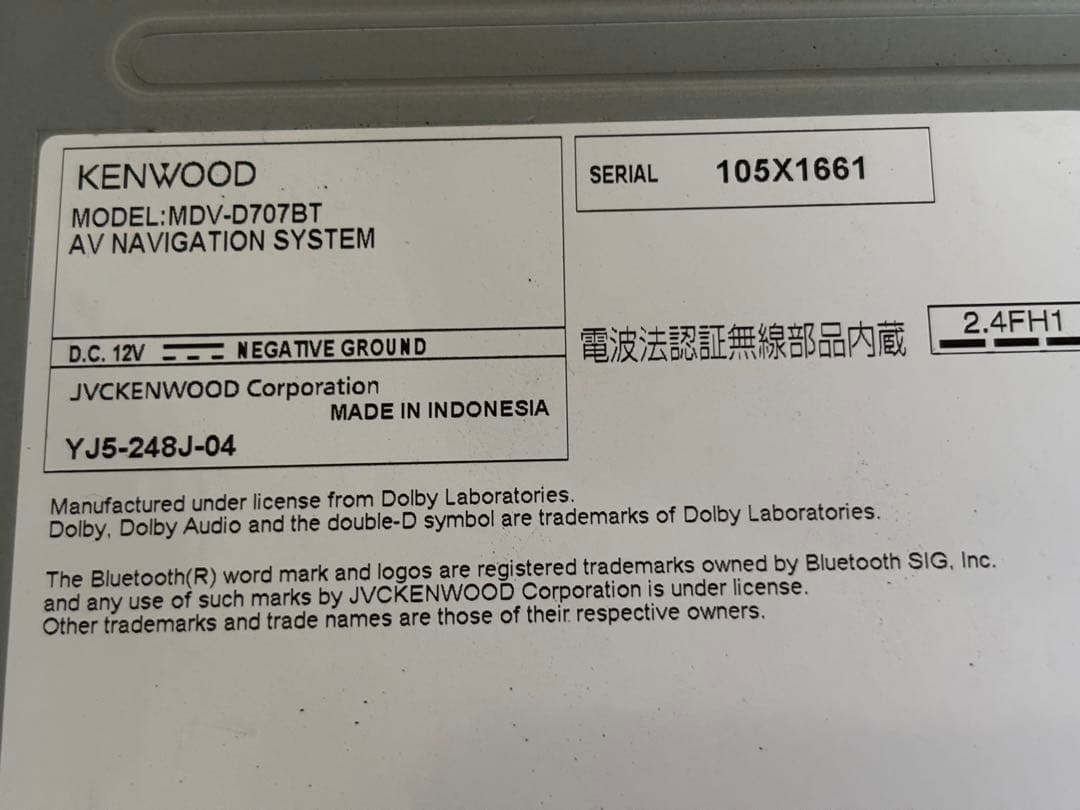 KENWOOD
MODEL:MDV-D707BT
AV NAVIGATION SYSTEM
SERIAL 105X1661
D.C. 12V NEGATIVE GROUND
JVCKENWOOD Corporation
MADE IN INDONESIA
YJ5-248J-04
電波法認証無線部品内蔵
2.4FH1
Manufactured under license from Dolby Laboratories.
Dolby, Dolby Audio and the double-D symbol are trademarks of Dolby Laboratories.
The Bluetooth(R) word mark and logos are registered trademarks owned by Bluetooth SIG, Inc.
and any use of such marks by JVCKENWOOD Corporation is under license.
Other trademarks and trade names are those of their respective owners.